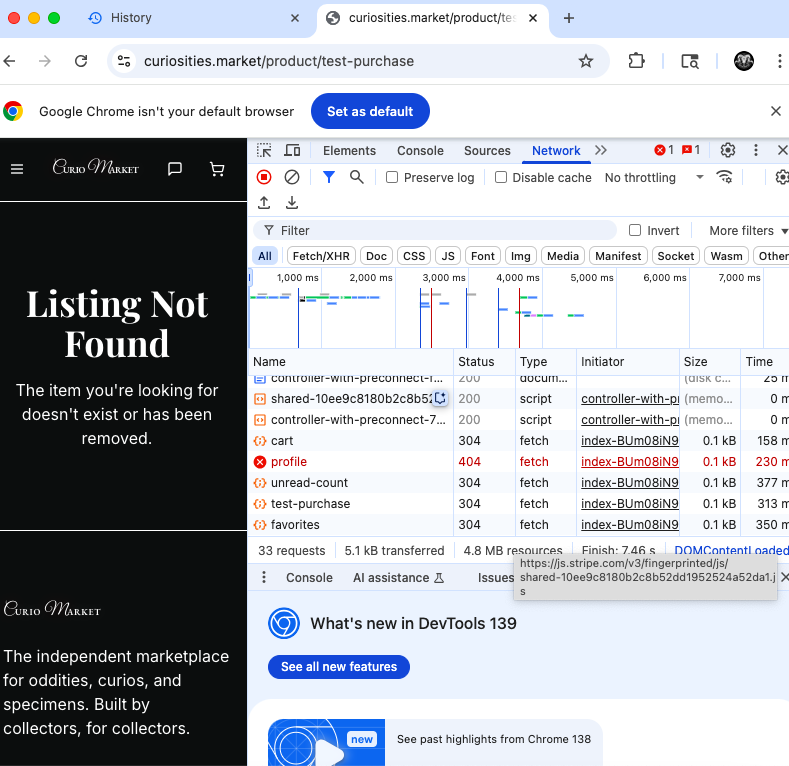 History
curiosities.market/product/te
curiosities.market/product/test-purchase
Google Chrome isn't your default browser
Set as default
Curio Market
Elements
Console
Sources
Network
1
1
Preserve log
Disable cache
No throttling
Filter
Invert
More filters
All
Fetch/XHR
Doc
CSS
JS
Font
Img
Media
Manifest
Socket
Wasm
Other
1,000 ms
2,000 ms
3,000 ms
4,000 ms
5,000 ms
6,000 ms
7,000 ms
Name Status Type Initiator Size Time
controller-with-preconnect-f... 200 docum... (disk c... 25 m
shared-10ee9c8180b2c8b52 200 script controller-with-pr (memo... 0 m
controller-with-preconnect-7... 200 script controller-with-pr (memo... 0 m
cart 304 fetch index-BUm08iN9 0.1 kB 158 m
profile 404 fetch index-BUm08iN9 0.1 kB 230 m
unread-count 304 fetch index-BUm08iN9 0.1 kB 377 m
test-purchase 304 fetch index-BUm08iN9 0.1 kB 313 m
favorites 304 fetch index-BUm08iN9 0.1 kB 350 m
33 requests
5.1 kB transferred
4.8 MB resources
Finish: 7.46 s
DOMContentLoaded
https://js.stripe.com/v3/fingerprinted/js/
shared-10ee9c8180b2c8b52dd1952524a52da1.j
s
Console
AI assistance
Issues
What's new in DevTools 139
See all new features
new
See past highlights from Chrome 138
Listing Not
Found
The item you're looking for
doesn't exist or has been
removed.
Curio Market
The independent marketplace
for oddities, curios, and
specimens. Built by
collectors, for collectors.